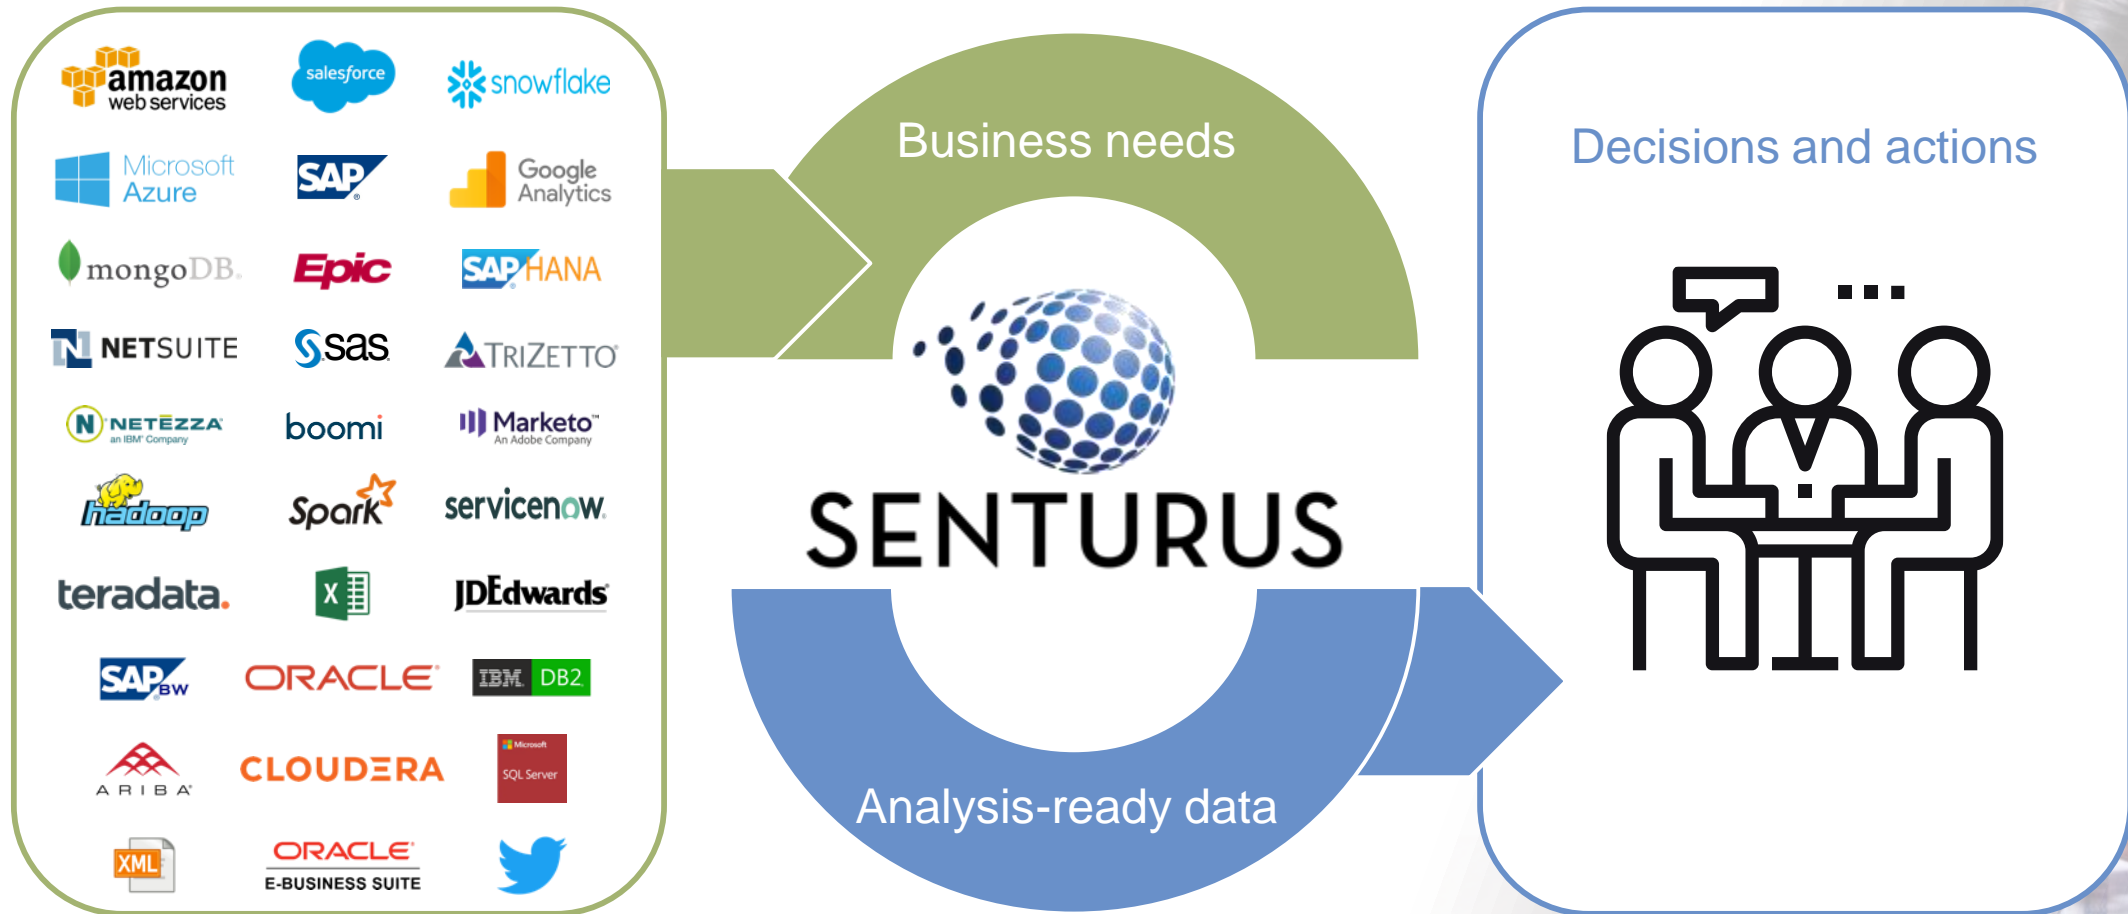 amazon
web services
salesforce
snowflake
Microsoft
Azure
SAP®
Google
Analytics
mongoDB®
Epic
SAP® HANA
N NETSUITE
S.sas
TRIZETTO®
N NETĒZZA®
an IBM® Company
boomi
Marketo™
An Adobe Company
hadoop
Spark
servicenow®
teradata.
X
JDEdwards®
SAP® BW
ORACLE®
IBM® DB2®
ARIBA®
CLOUDERA
Microsoft
SQL Server
XML
ORACLE®
E-BUSINESS SUITE
Business needs
SENTURUS
Analysis-ready data
Decisions and actions